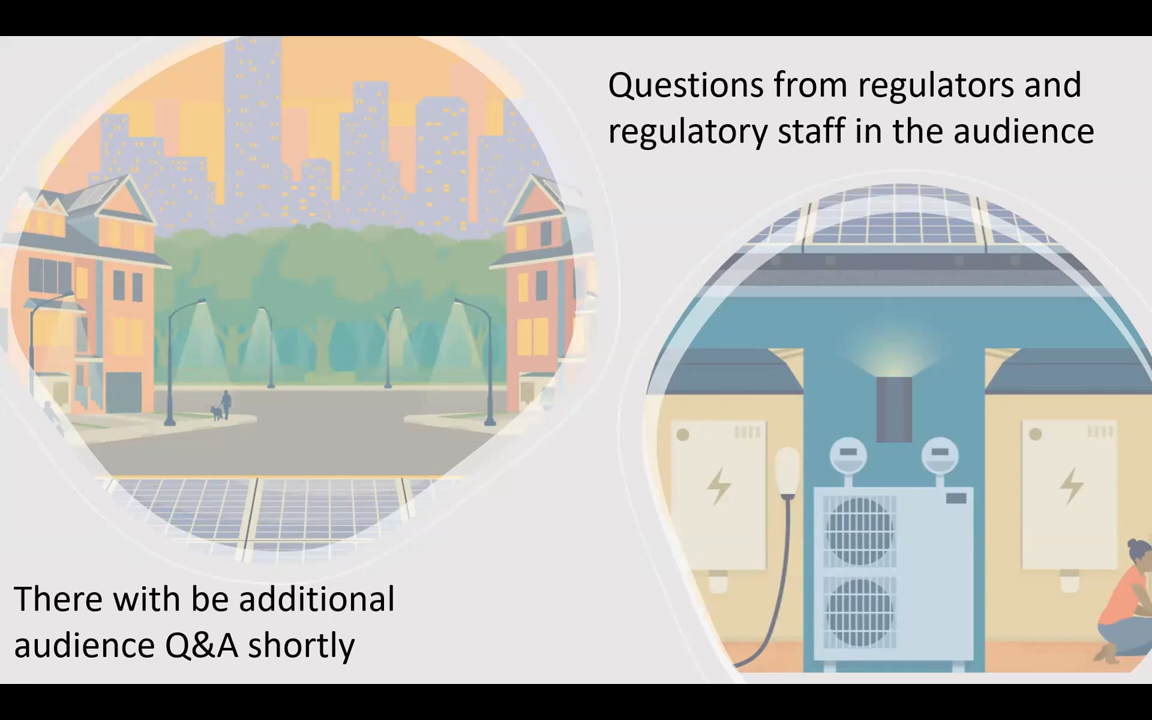 Questions from regulators and
regulatory staff in the audience
There with be additional
audience Q&A shortly